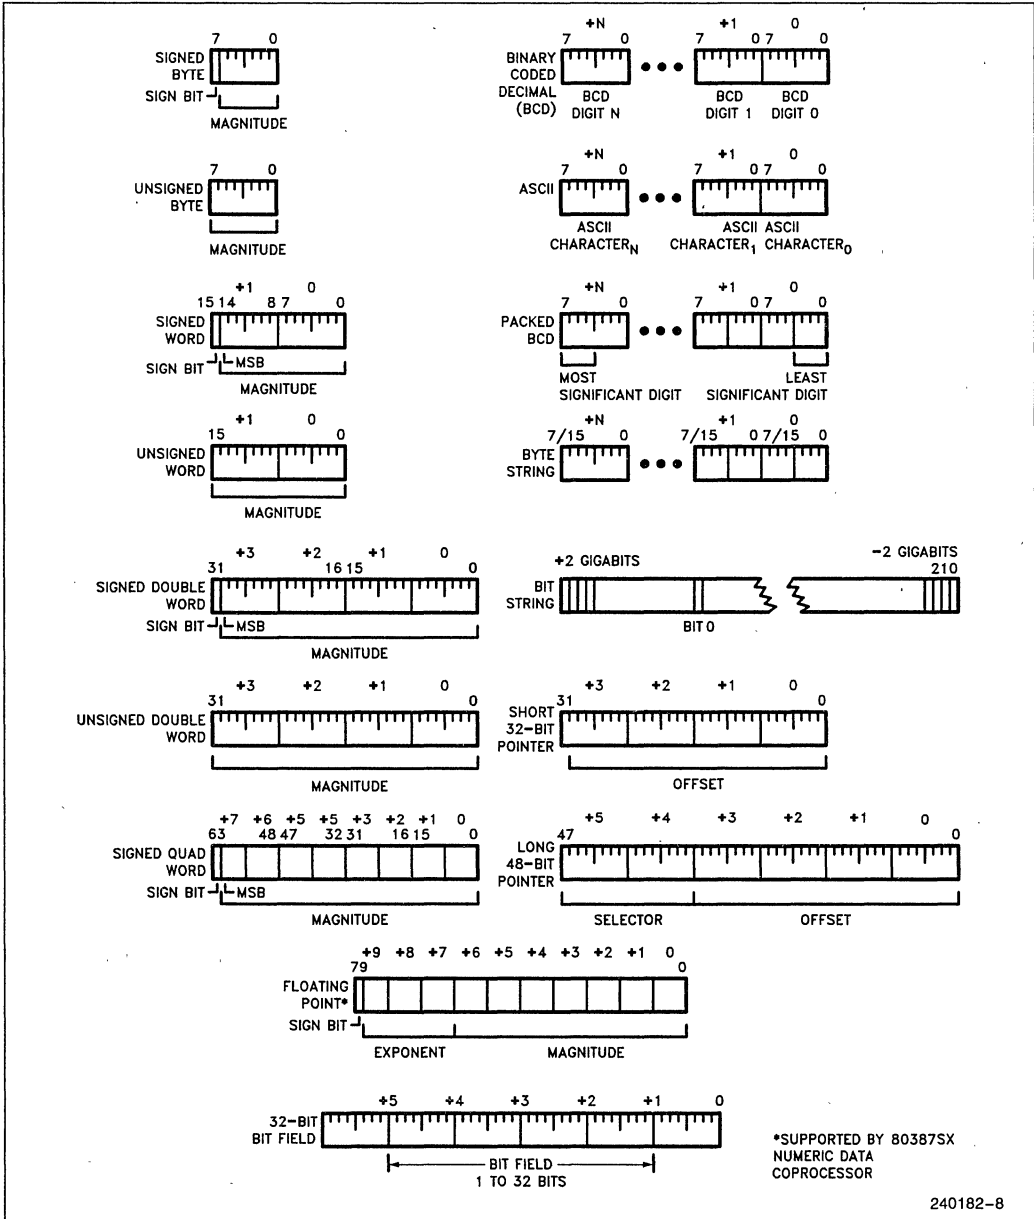 7 0
SIGNED
BYTE
SIGN BIT
MAGNITUDE
+N +1 0
7 0 7 0 7 0
BINARY
CODED
DECIMAL
(BCD)
BCD
DIGIT N
BCD
DIGIT 1
BCD
DIGIT 0
7 0
UNSIGNED
BYTE
MAGNITUDE
+N +1 0
7 0 7 0 7 0
ASCII
ASCII
CHARACTERN
ASCII
CHARACTER1
ASCII
CHARACTER0
+1 0
15 14 8 7 0
SIGNED
WORD
SIGN BIT MSB
MAGNITUDE
+N +1 0
7 0 7 0 7 0
PACKED
BCD
MOST
SIGNIFICANT DIGIT
LEAST
SIGNIFICANT DIGIT
+1 0
15 0
UNSIGNED
WORD
MAGNITUDE
+N +1 0
7/15 0 7/15 0 7/15 0
BYTE
STRING
+3 +2 +1 0
31 16 15 0
SIGNED DOUBLE
WORD
SIGN BIT MSB
MAGNITUDE
+2 GIGABITS -2 GIGABITS
210
BIT
STRING
BIT 0
+3 +2 +1 0
31 0
UNSIGNED DOUBLE
WORD
MAGNITUDE
+3 +2 +1 0
31 0
SHORT
32-BIT
POINTER
OFFSET
+7 +6 +5 +5 +3 +2 +1 0
63 48 47 32 31 16 15 0
SIGNED QUAD
WORD
SIGN BIT MSB
MAGNITUDE
+5 +4 +3 +2 +1 0
47 0
LONG
48-BIT
POINTER
SELECTOR OFFSET
+9 +8 +7 +6 +5 +4 +3 +2 +1 0
79 0
FLOATING
POINT*
SIGN BIT
EXPONENT MAGNITUDE
+5 +4 +3 +2 +1 0
32-BIT
BIT FIELD
BIT FIELD
1 TO 32 BITS
*SUPPORTED BY 80387SX
NUMERIC DATA
COPROCESSOR
240182-8